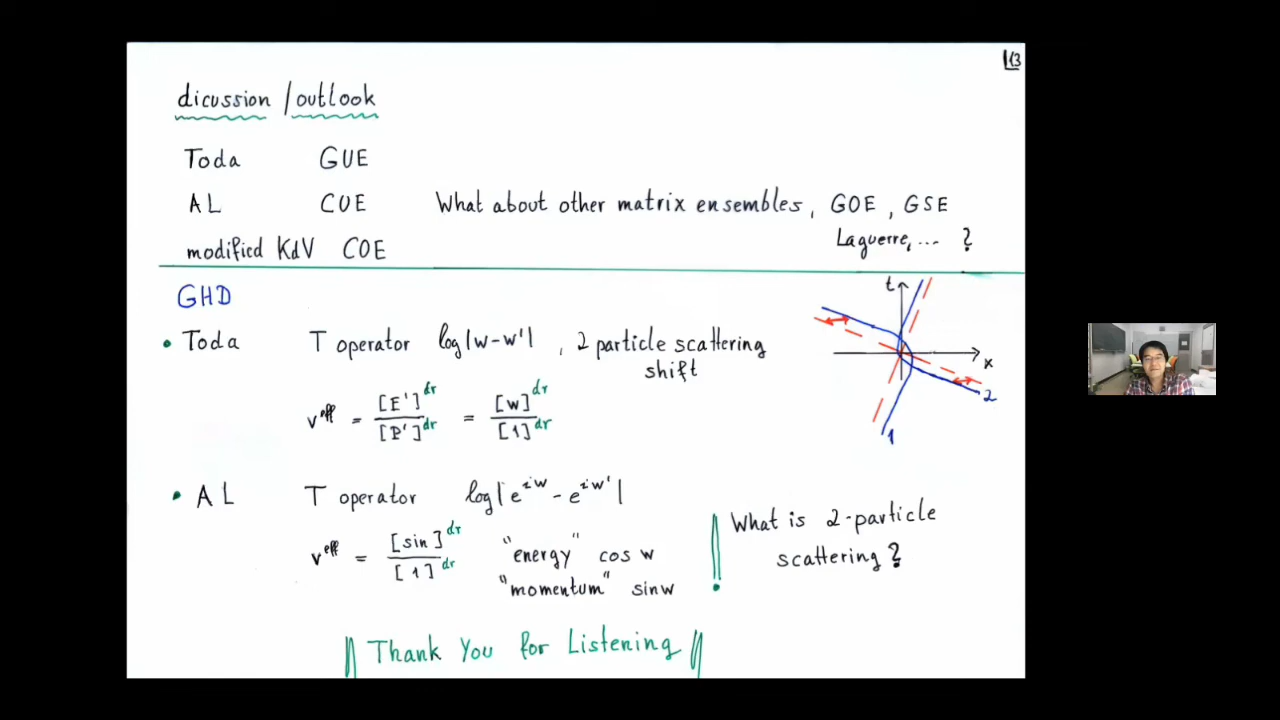 13
dicussion / outlook
Toda GUE
AL CUE What about other matrix ensembles, GOE, GSE
Laguerre, ... ?
modified KdV COE
GHD
• Toda T operator log|w-w'| , 2 particle scattering
shift
v^eff = [E']^dr / [P']^dr = [w]^dr / [1]^dr
t
x
1
2
• AL T operator log|e^{iw} - e^{iw'}|
v^eff = [sin]^dr / [1]^dr
"energy" cos w
"momentum" sin w
! What is 2-particle
scattering ?
!! Thank You for Listening !!